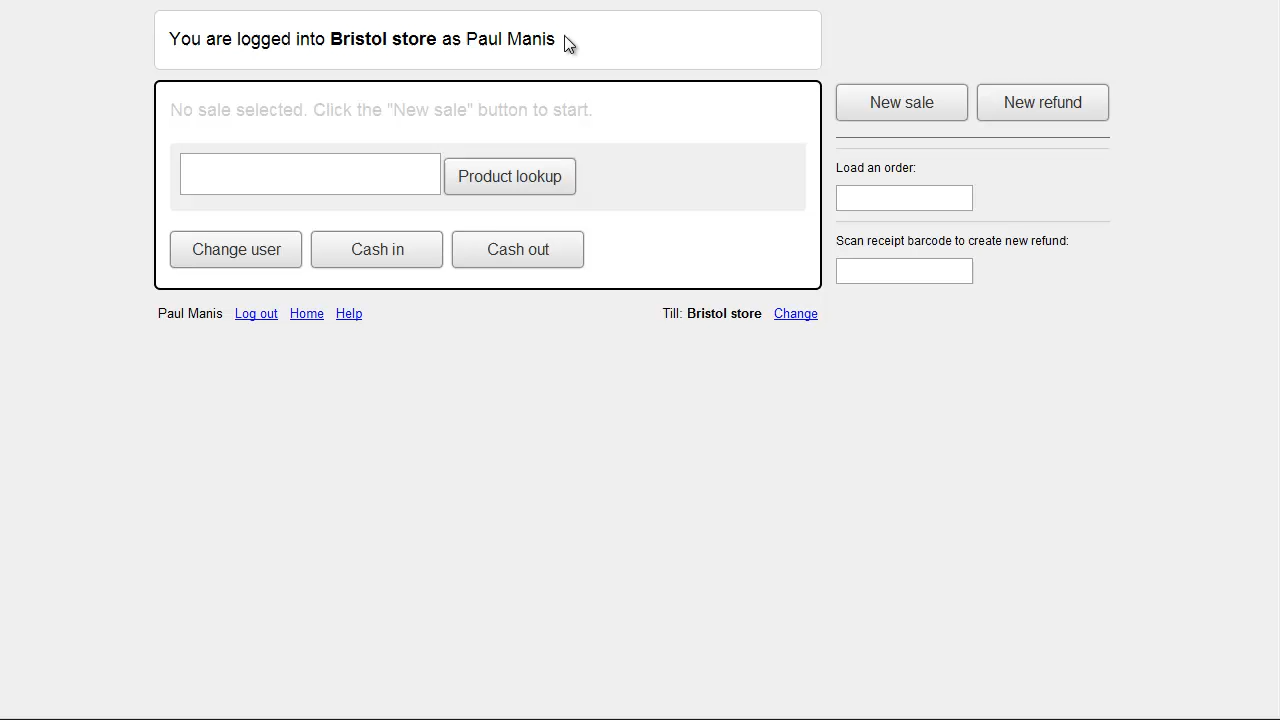 You are logged into Bristol store as Paul Manis
No sale selected. Click the "New sale" button to start.
Product lookup
Change user Cash in Cash out
Paul Manis Log out Home Help Till: Bristol store Change
New sale New refund
Load an order:
Scan receipt barcode to create new refund: